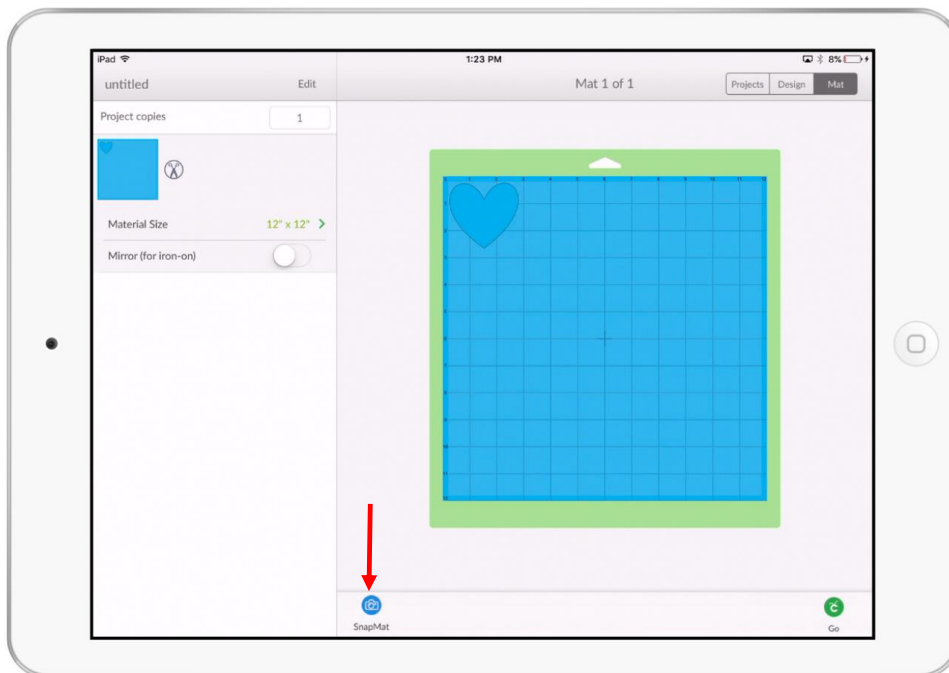 iPad 1:23 PM 8%
untitled Edit Mat 1 of 1 Projects Design Mat
Project copies 1
Material Size 12" x 12" >
Mirror (for iron-on)
SnapMat Go